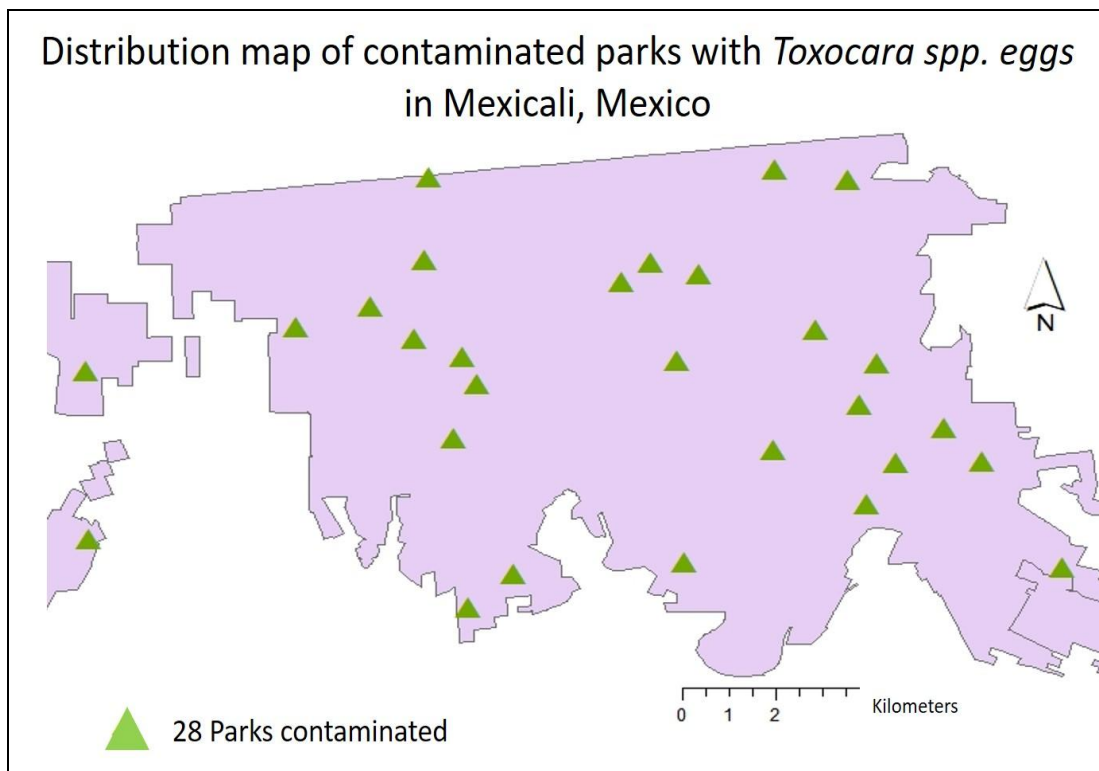 Distribution map of contaminated parks with Toxocara spp. eggs
in Mexicali, Mexico
N
0 1 2 Kilometers
28 Parks contaminated